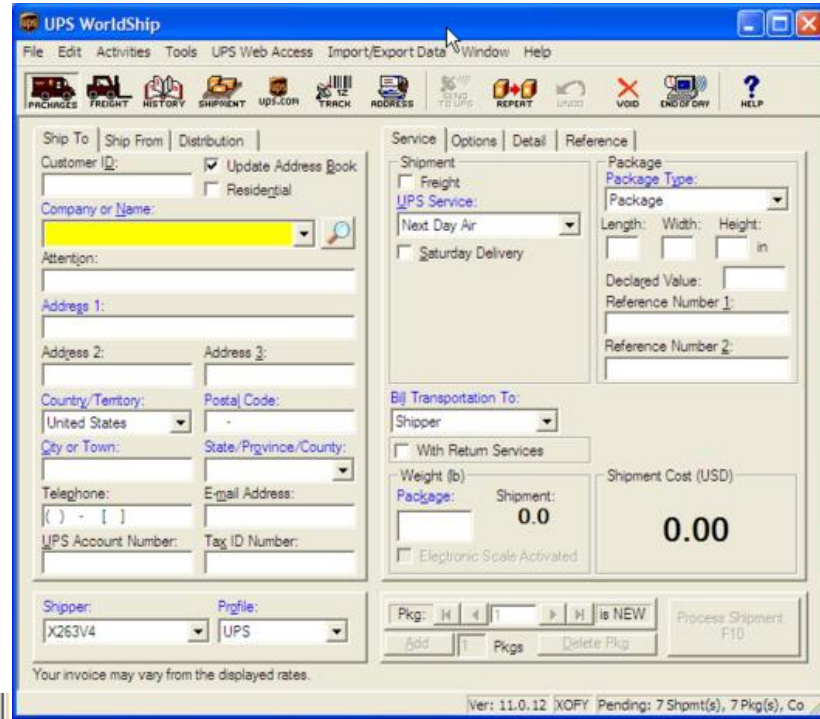 UPS WorldShip
File Edit Activities Tools UPS Web Access Import/Export Data Window Help
PACKAGES FREIGHT HISTORY SHIPMENT ups.com TRACK ADDRESS SEND TO UPS REPEAT UNDO VOID END OF DAY HELP
Ship To Ship From Distribution
Customer ID:
Update Address Book
Residential
Company or Name:
Attention:
Address 1:
Address 2: Address 3:
Country/Territory: Postal Code:
United States -
City or Town: State/Province/County:
Telephone: E-mail Address:
( ) - [ ]
UPS Account Number: Tax ID Number:
Shipper: Profile:
X263V4 UPS
Service Options Detail Reference
Shipment
Freight
UPS Service:
Next Day Air
Saturday Delivery
Package
Package Type:
Package
Length: Width: Height:
in
Declared Value:
Reference Number 1:
Reference Number 2:
Bill Transportation To:
Shipper
With Return Services
Weight (lb)
Package: Shipment:
0.0
Electronic Scale Activated
Shipment Cost (USD)
0.00
Pkg: 1 is NEW
Add 1 Pkgs Delete Pkg
Process Shipment
F10
Your invoice may vary from the displayed rates.
Ver: 11.0.12 XOFY Pending: 7 Shpmt(s), 7 Pkg(s), Co